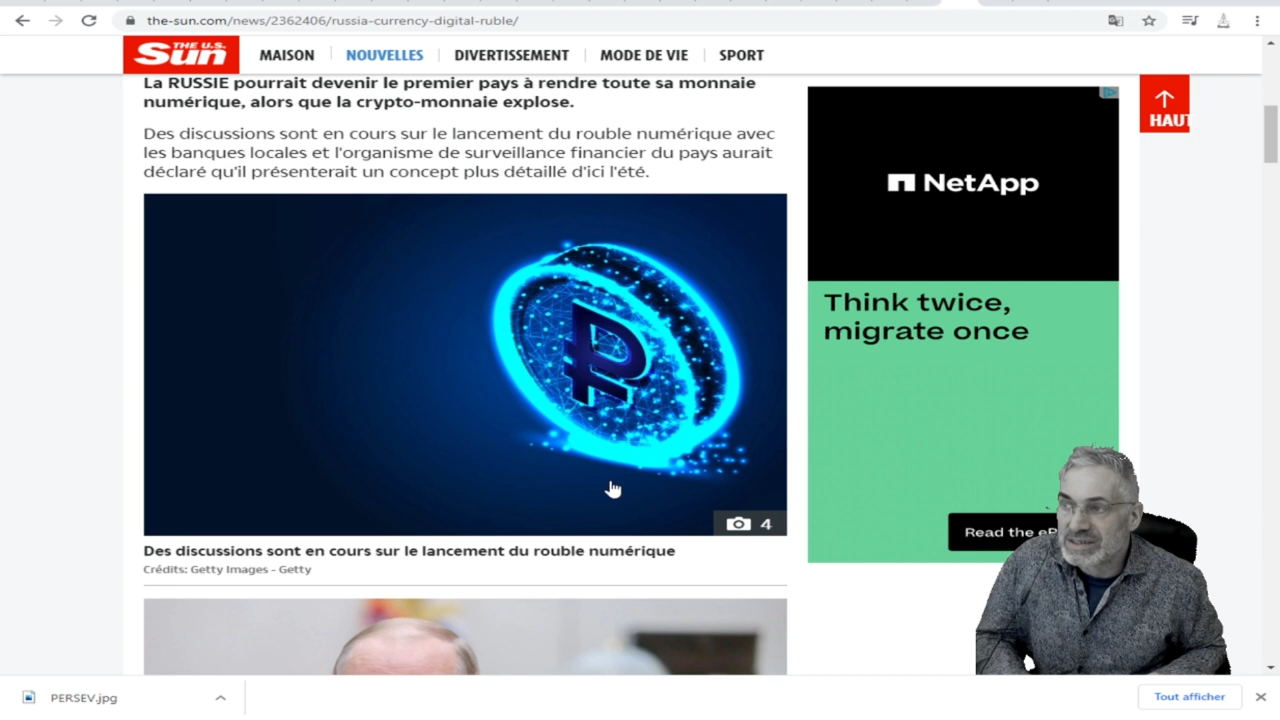 the-sun.com/news/2362406/russia-currency-digital-ruble/
THE U.S. Sun
MAISON NOUVELLES DIVERTISSEMENT MODE DE VIE SPORT
La RUSSIE pourrait devenir le premier pays à rendre toute sa monnaie
numérique, alors que la crypto-monnaie explose.
HAUT
Des discussions sont en cours sur le lancement du rouble numérique avec
les banques locales et l'organisme de surveillance financier du pays aurait
déclaré qu'il présenterait un concept plus détaillé d'ici l'été.
NetApp
Think twice,
migrate once
4
Read the
Des discussions sont en cours sur le lancement du rouble numérique
Crédits: Getty Images - Getty
PERSEV.jpg
Tout afficher